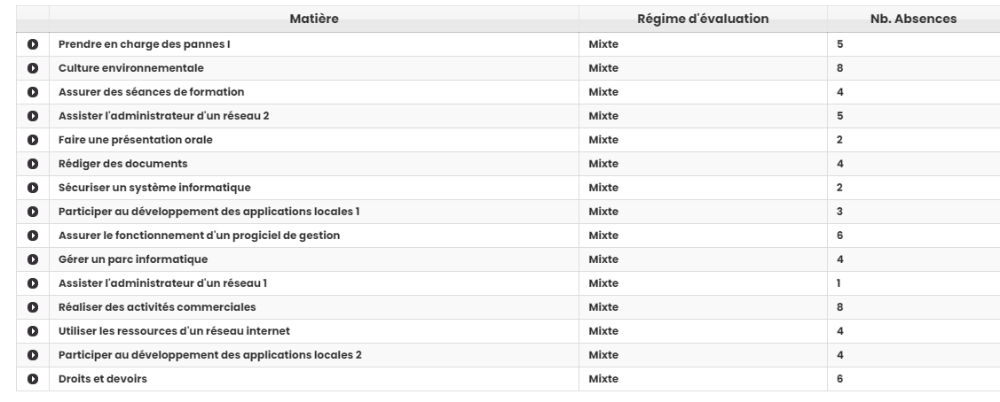 Matière Régime d'évaluation Nb. Absences
Prendre en charge des pannes I Mixte 5
Culture environnementale Mixte 8
Assurer des séances de formation Mixte 4
Assister l'administrateur d'un réseau 2 Mixte 5
Faire une présentation orale Mixte 2
Rédiger des documents Mixte 4
Sécuriser un système informatique Mixte 2
Participer au développement des applications locales 1 Mixte 3
Assurer le fonctionnement d'un progiciel de gestion Mixte 6
Gérer un parc informatique Mixte 4
Assister l'administrateur d'un réseau 1 Mixte 1
Réaliser des activités commerciales Mixte 8
Utiliser les ressources d'un réseau internet Mixte 4
Participer au développement des applications locales 2 Mixte 4
Droits et devoirs Mixte 6